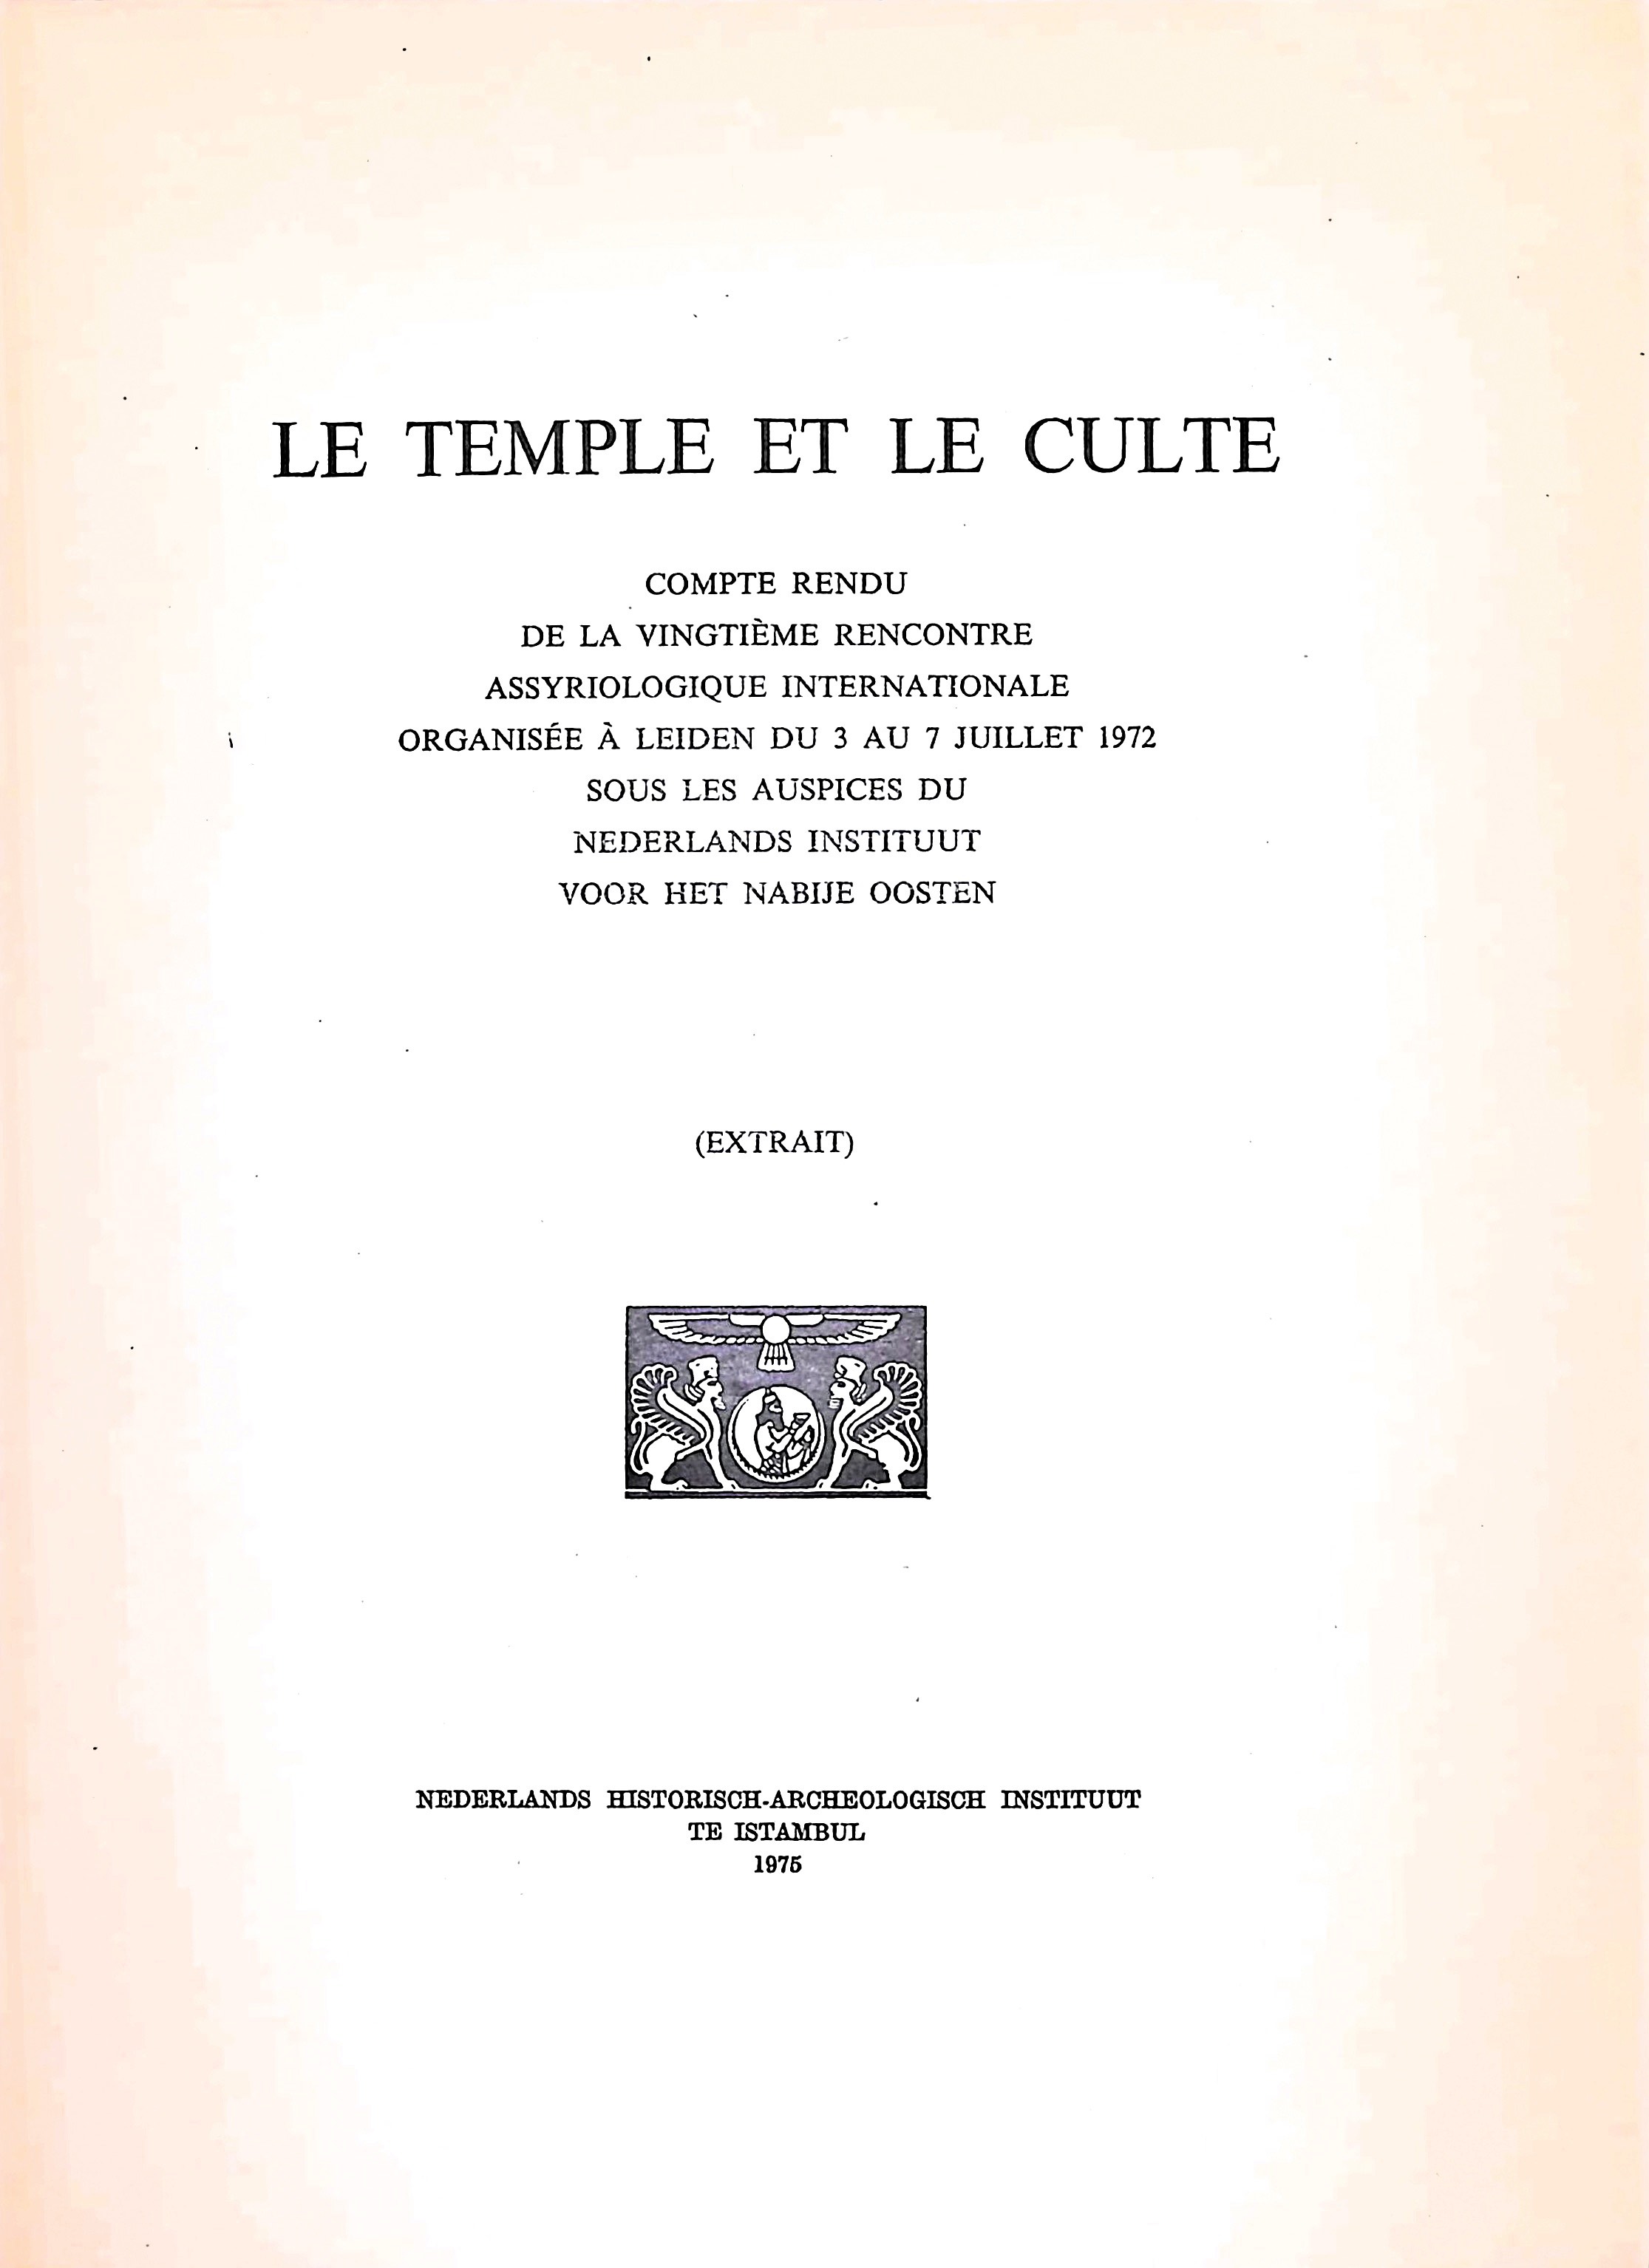 LE TEMPLE ET LE CULTE
COMPTE RENDU
DE LA VINGTIÈME RENCONTRE
ASSYRIOLOGIQUE INTERNATIONALE
ORGANISÉE À LEIDEN DU 3 AU 7 JUILLET 1972
SOUS LES AUSPICES DU
NEDERLANDS INSTITUUT
VOOR HET NABIJE OOSTEN
(EXTRAIT)
NEDERLANDS HISTORISCH-ARCHEOLOGISCH INSTITUUT
TE ISTAMBUL
1975